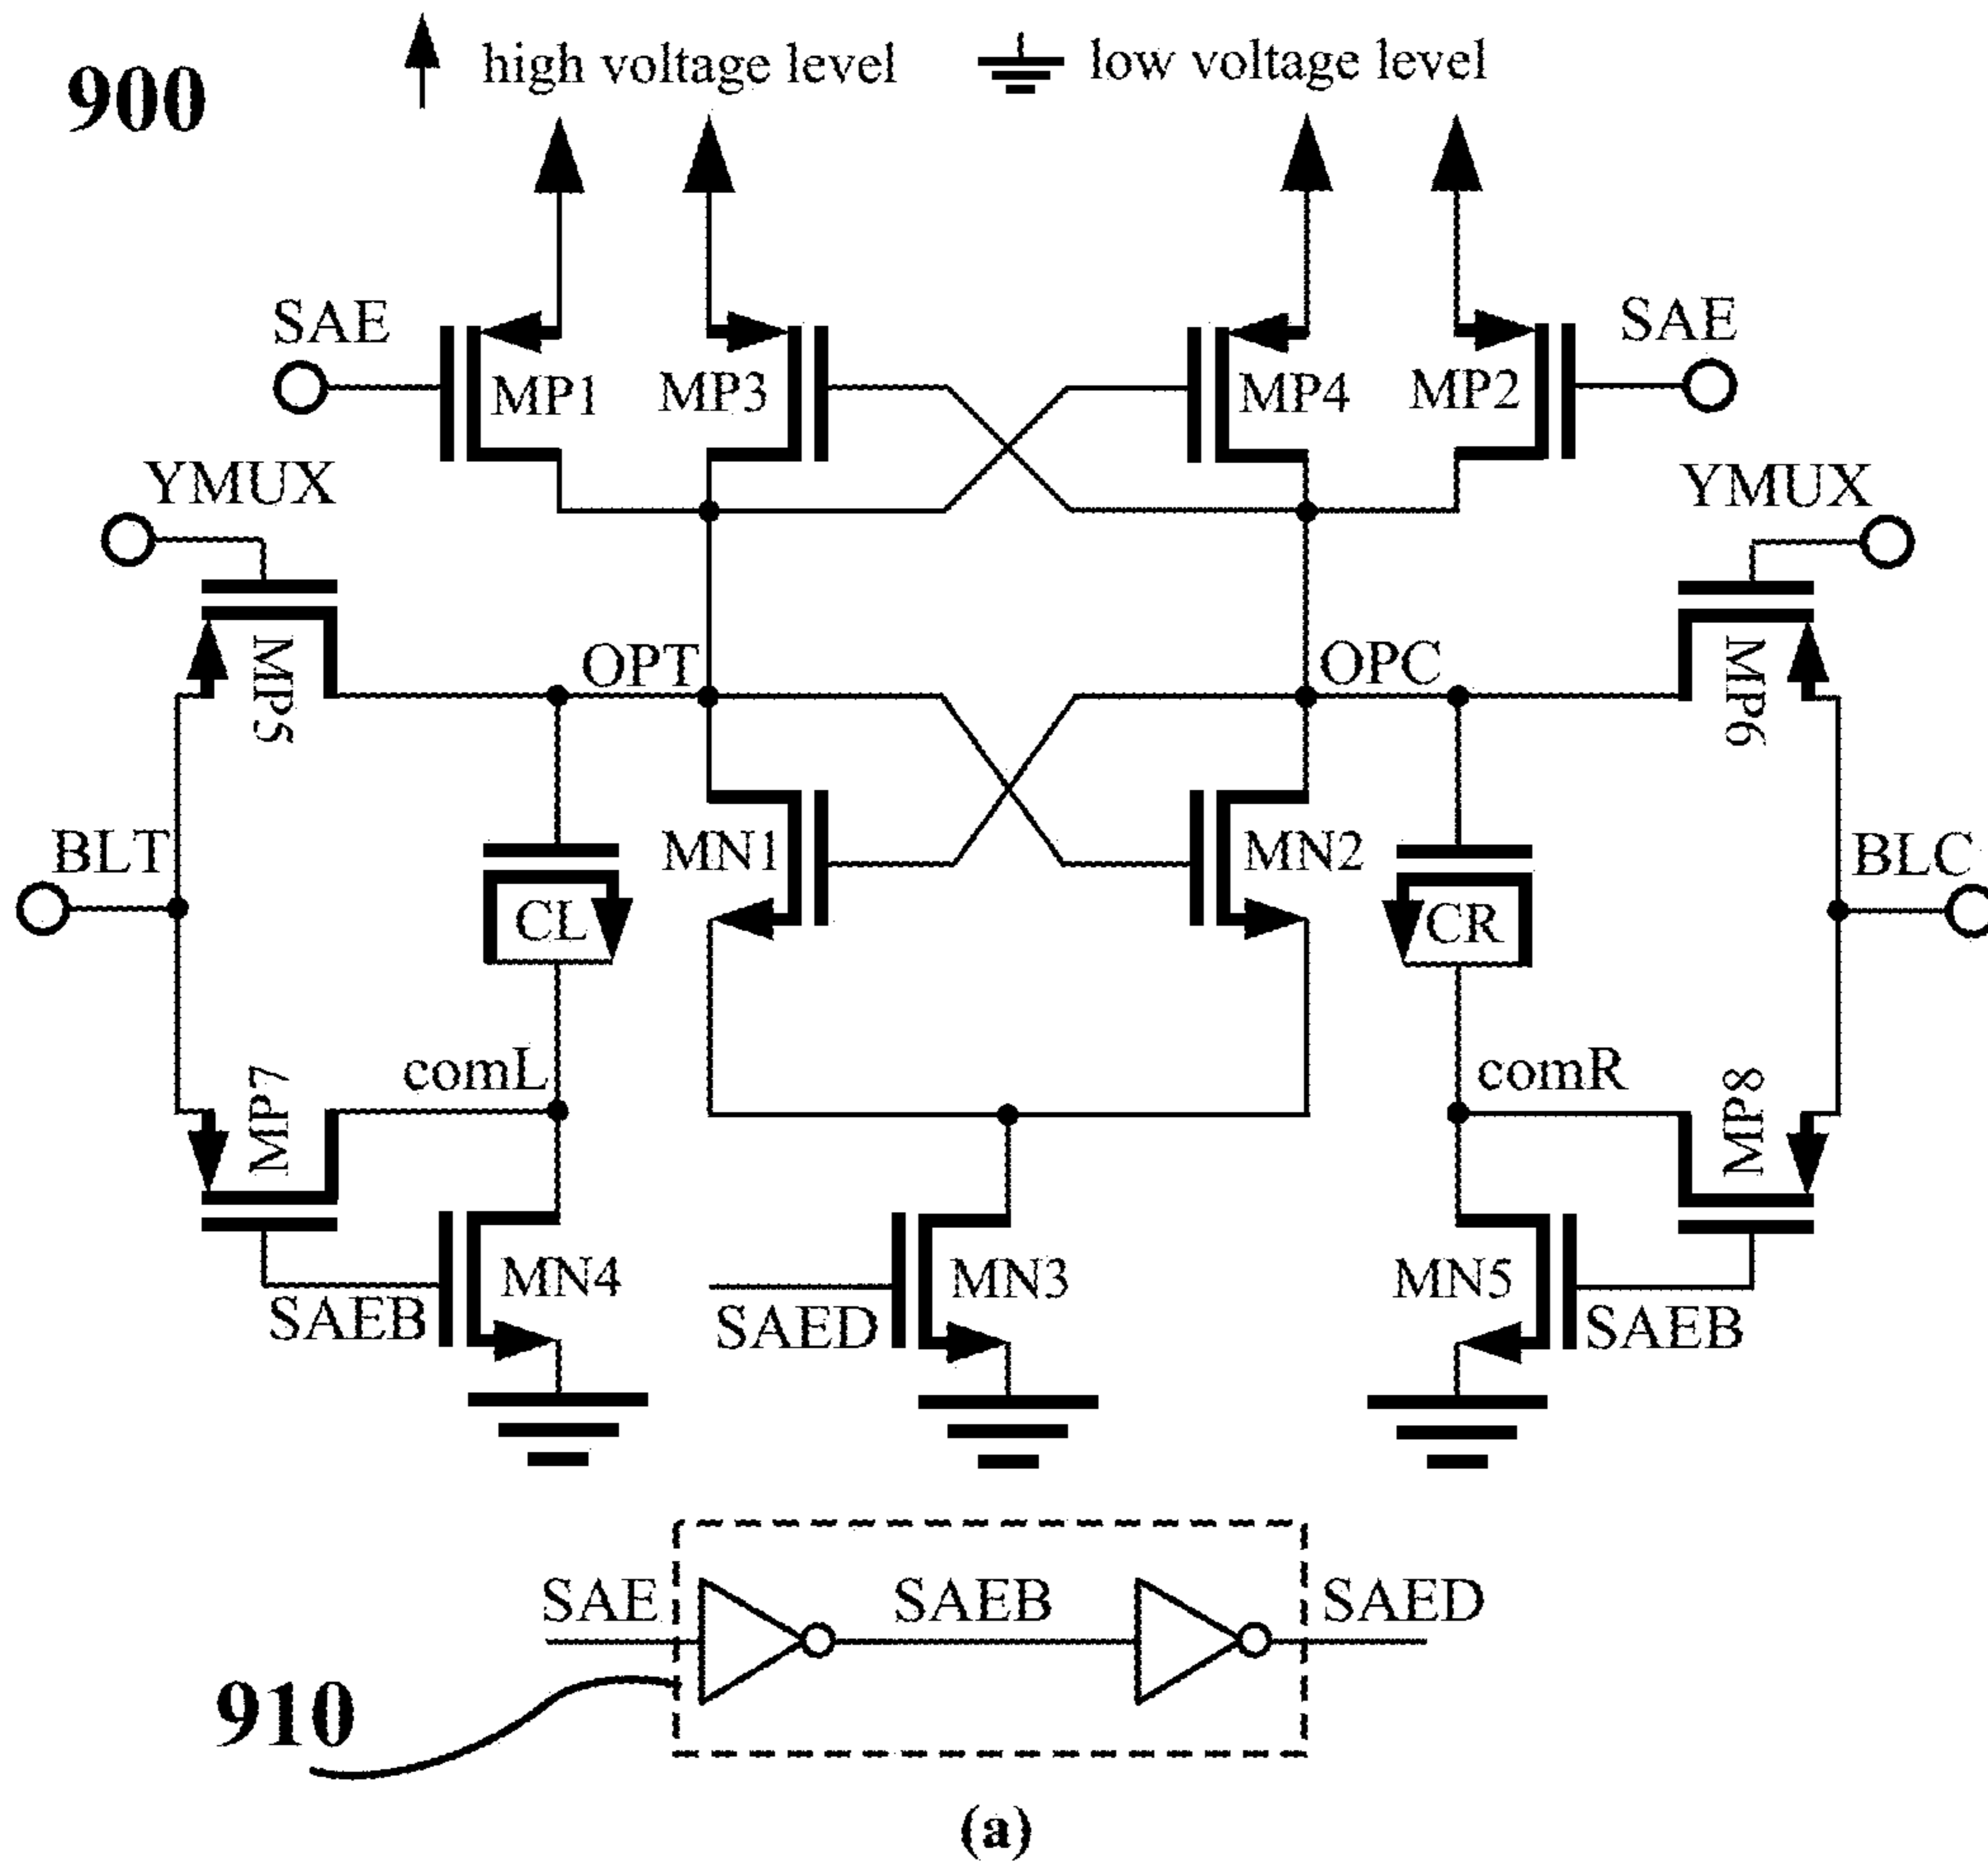 900
high voltage level
low voltage level
SAE
SAE
MP1
MP3
MP4
MP2
YMUX
YMUX
MP5
OPT
OPC
MP6
BLT
CL
MN1
MN2
CR
BLC
comL
comR
MP7
MP8
MN4
MN3
MN5
SAEB
SAED
SAEB
SAE
SAEB
SAED
910
(a)